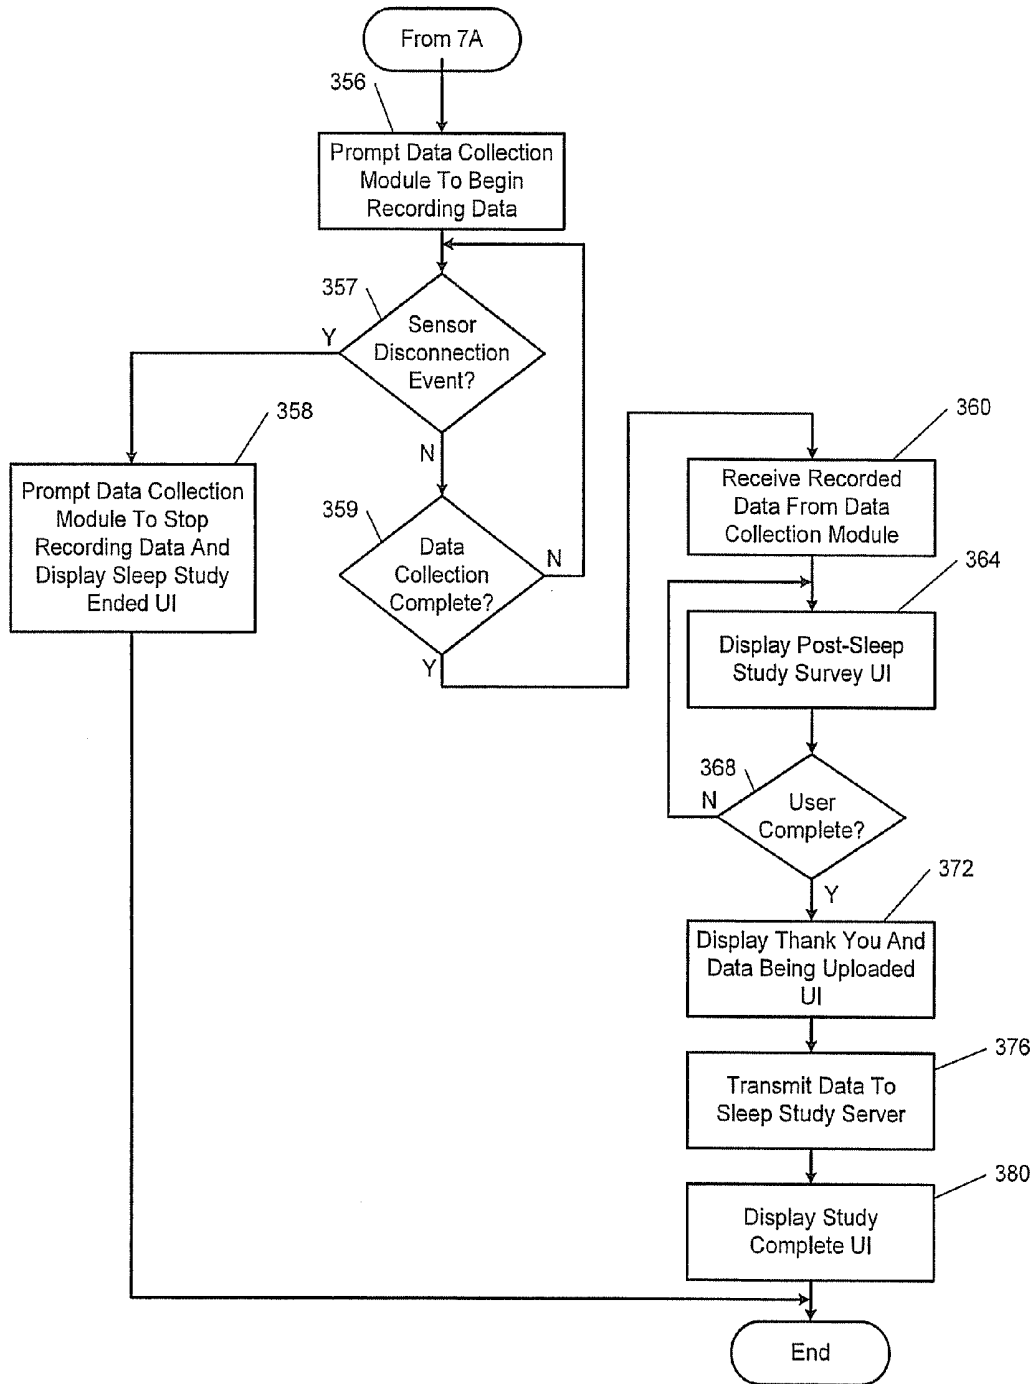 From 7A
356
Prompt Data Collection
Module To Begin
Recording Data
357
Y
Sensor
Disconnection
Event?
N
358
Prompt Data Collection
Module To Stop
Recording Data And
Display Sleep Study
Ended UI
359
Data
Collection
Complete?
N
Y
360
Receive Recorded
Data From Data
Collection Module
364
Display Post-Sleep
Study Survey UI
368
N
User
Complete?
Y
372
Display Thank You And
Data Being Uploaded
UI
376
Transmit Data To
Sleep Study Server
380
Display Study
Complete UI
End